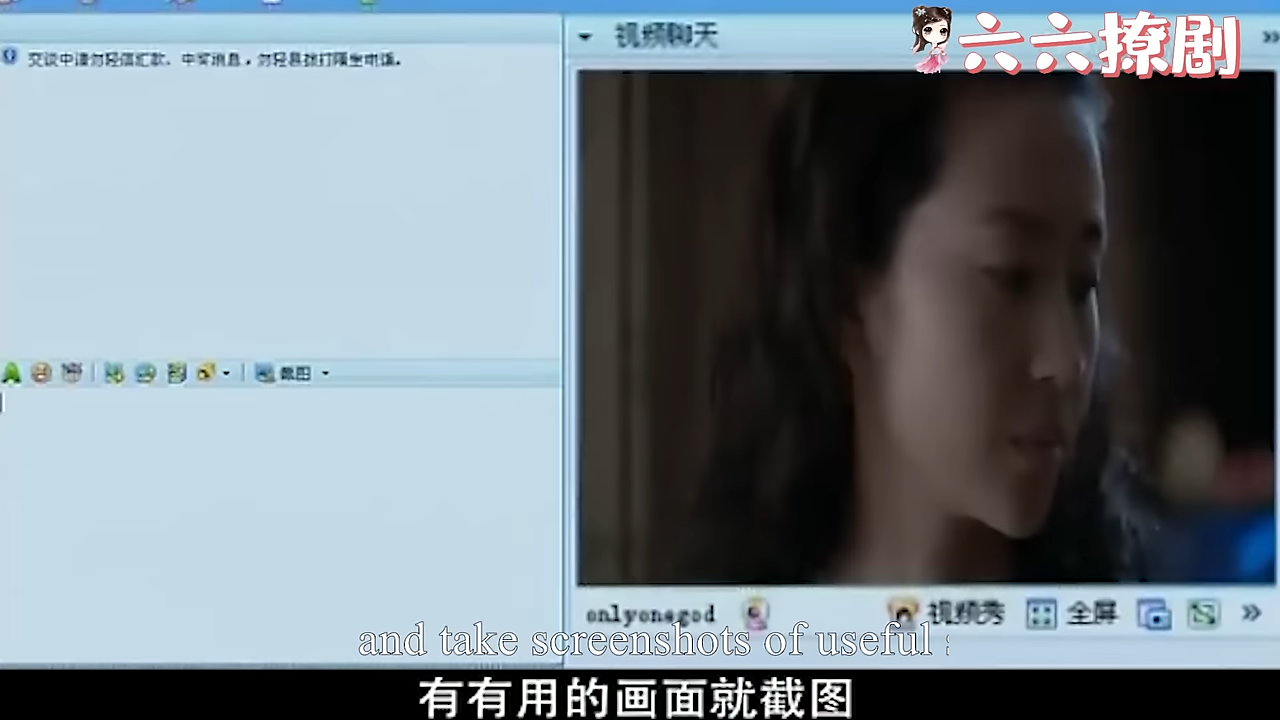 视频聊天
六六撩剧
交谈中请勿轻信汇款、中奖消息，勿轻易拨打陌生电话。
截图
onlyonegod
视频秀
全屏
and take screenshots of useful
有有用的画面就截图